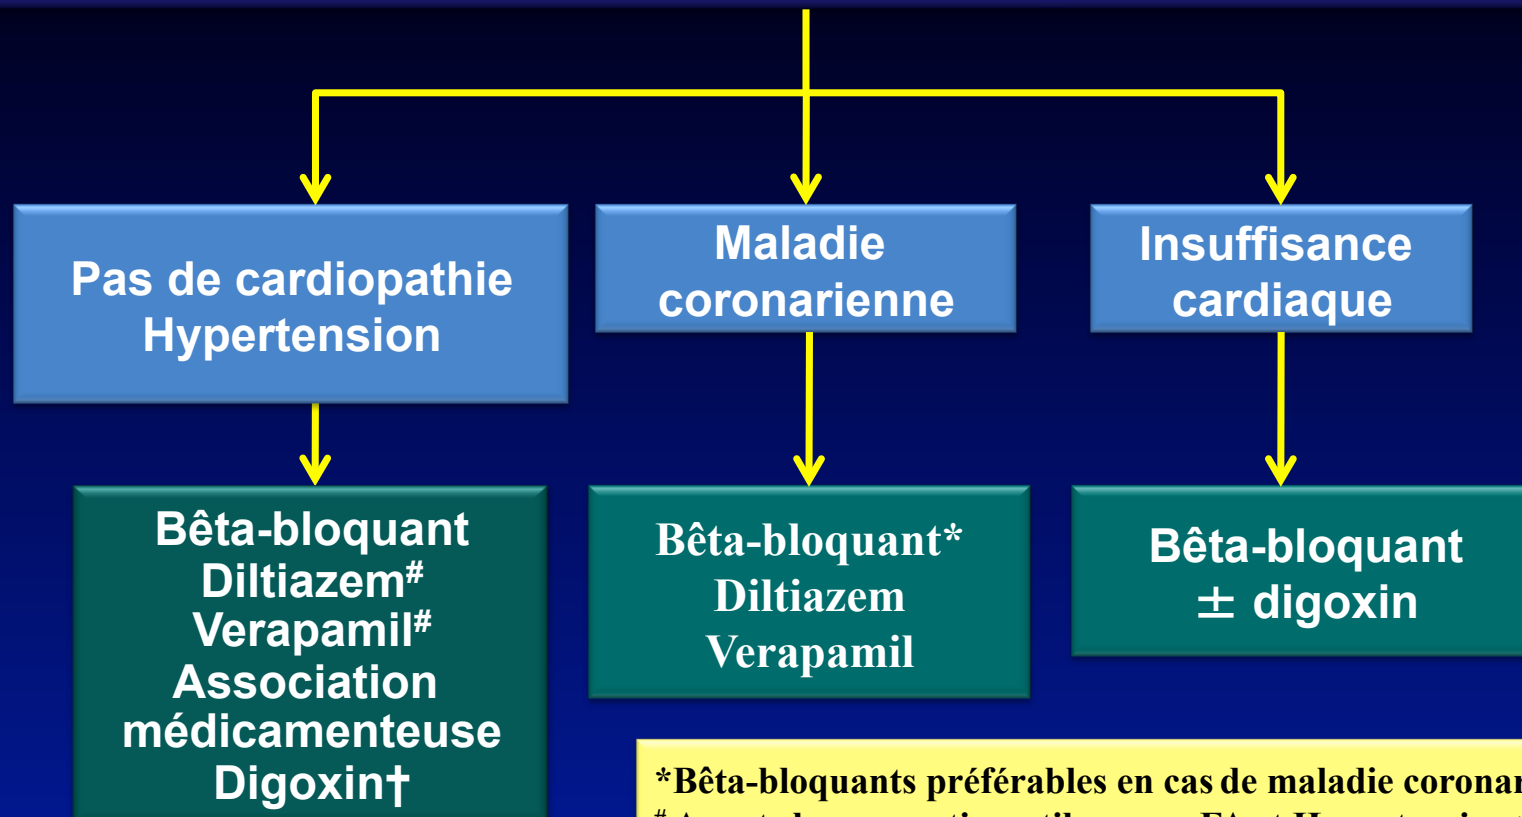 Pas de cardiopathie
Hypertension
Maladie
coronarienne
Insuffisance
cardiaque
Bêta-bloquant
Diltiazem#
Verapamil#
Association
médicamenteuse
Digoxin†
Bêta-bloquant*
Diltiazem
Verapamil
Bêta-bloquant
± digoxin
*Bêta-bloquants préférables en cas de maladie coronar